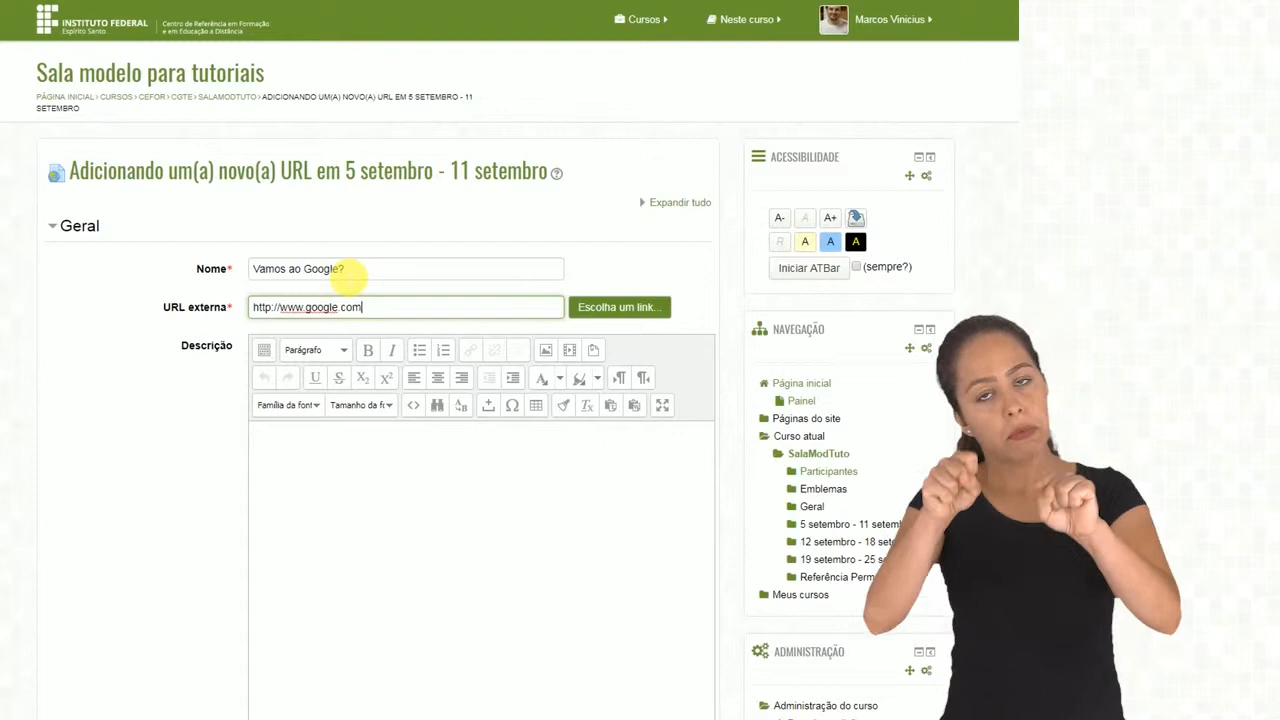 INSTITUTO FEDERAL
Espírito Santo
Centro de Referência em Formação
e em Educação a Distância
Cursos
Neste curso
Marcos Vinicius
Sala modelo para tutoriais
PÁGINA INICIAL › CURSOS › CEFOR › CGTE › SALAMODTUTO › ADICIONANDO UM(A) NOVO(A) URL EM 5 SETEMBRO - 11
SETEMBRO
Adicionando um(a) novo(a) URL em 5 setembro - 11 setembro
Expandir tudo
Geral
Nome*
Vamos ao Google?
URL externa*
http://www.google.com
Escolha um link...
Descrição
Parágrafo
Família da font
Tamanho da fo
ACESSIBILIDADE
A- A A+
R A A A
Iniciar ATBar
(sempre?)
NAVEGAÇÃO
Página inicial
Painel
Páginas do site
Curso atual
SalaModTuto
Participantes
Emblemas
Geral
5 setembro - 11 setemb
12 setembro - 18 sete
19 setembro - 25 s
Referência Perm
Meus cursos
ADMINISTRAÇÃO
Administração do curso